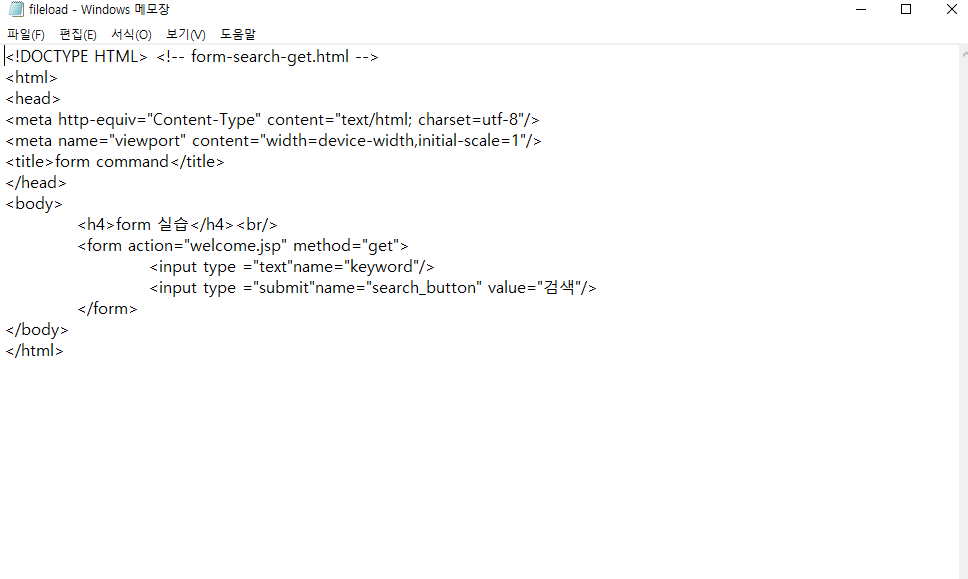 fileload - Windows 메모장
파일(F) 편집(E) 서식(O) 보기(V) 도움말
<!DOCTYPE HTML> <!-- form-search-get.html -->
<html>
<head>
<meta http-equiv="Content-Type" content="text/html; charset=utf-8"/>
<meta name="viewport" content="width=device-width,initial-scale=1"/>
<title>form command</title>
</head>
<body>
<h4>form 실습</h4><br/>
<form action="welcome.jsp" method="get">
<input type ="text"name="keyword"/>
<input type ="submit"name="search_button" value="검색"/>
</form>
</body>
</html>